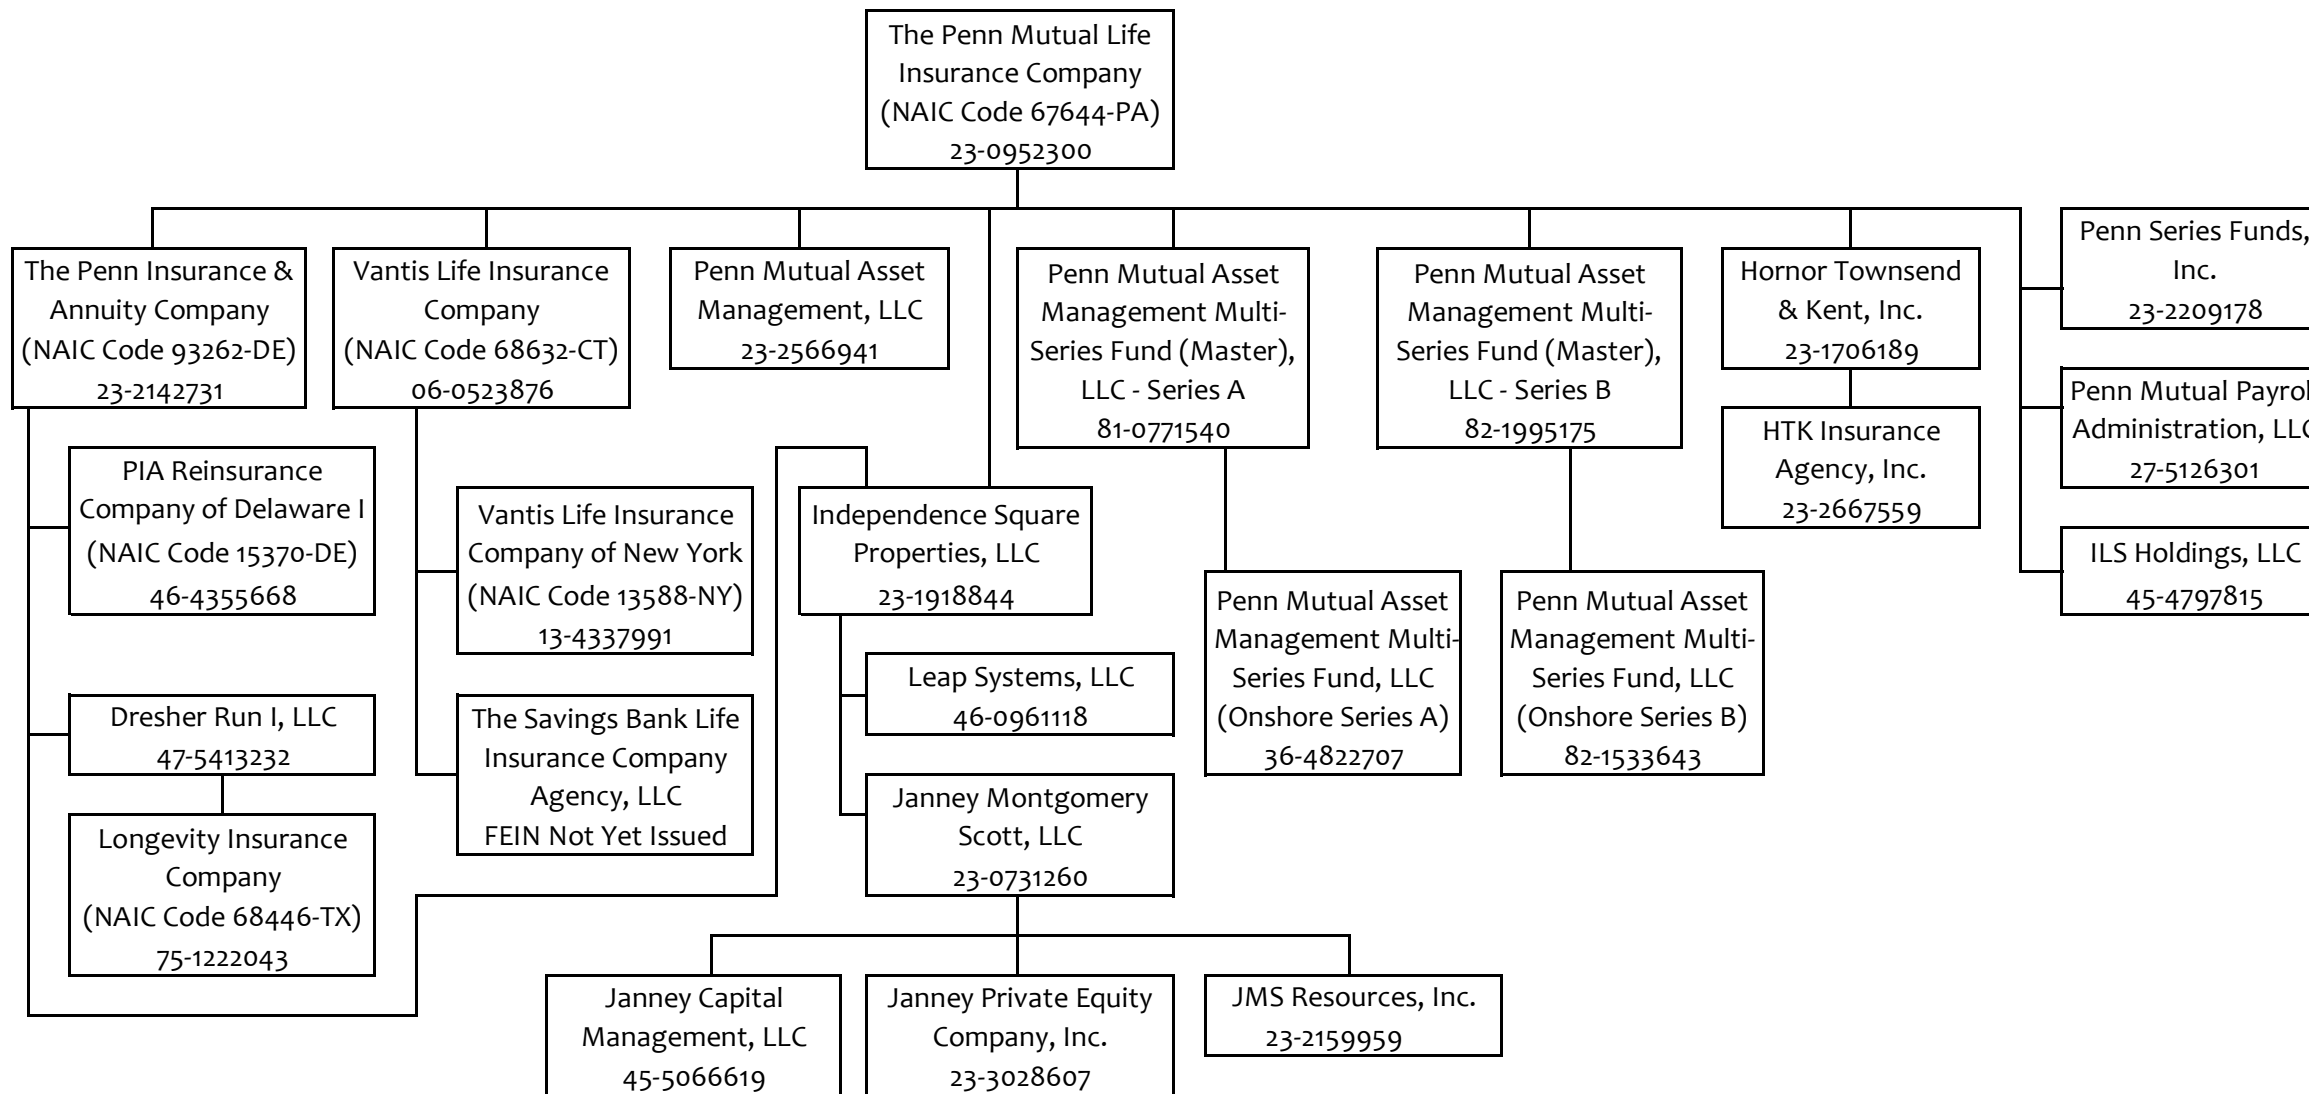 The Penn Mutual Life
Insurance Company
(NAIC Code 67644-PA)
23-0952300
The Penn Insurance &
Annuity Company
(NAIC Code 93262-DE)
23-2142731
Vantis Life Insurance
Company
(NAIC Code 68632-CT)
06-0523876
Penn Mutual Asset
Management, LLC
23-2566941
Penn Mutual Asset
Management Multi-
Series Fund (Master),
LLC - Series A
81-0771540
Penn Mutual Asset
Management Multi-
Series Fund (Master),
LLC - Series B
82-1995175
Hornor Townsend
& Kent, Inc.
23-1706189
Penn Series Funds,
Inc.
23-2209178
Penn Mutual Payroll
Administration, LLC
27-5126301
ILS Holdings, LLC
45-4797815
HTK Insurance
Agency, Inc.
23-2667559
PIA Reinsurance
Company of Delaware I
(NAIC Code 15370-DE)
46-4355668
Vantis Life Insurance
Company of New York
(NAIC Code 13588-NY)
13-4337991
Independence Square
Properties, LLC
23-1918844
Penn Mutual Asset
Management Multi-
Series Fund, LLC
(Onshore Series A)
36-4822707
Penn Mutual Asset
Management Multi-
Series Fund, LLC
(Onshore Series B)
82-1533643
Dresher Run I, LLC
47-5413232
The Savings Bank Life
Insurance Company
Agency, LLC
FEIN Not Yet Issued
Leap Systems, LLC
46-0961118
Longevity Insurance
Company
(NAIC Code 68446-TX)
75-1222043
Janney Montgomery
Scott, LLC
23-0731260
Janney Capital
Management, LLC
45-5066619
Janney Private Equity
Company, Inc.
23-3028607
JMS Resources, Inc.
23-2159959